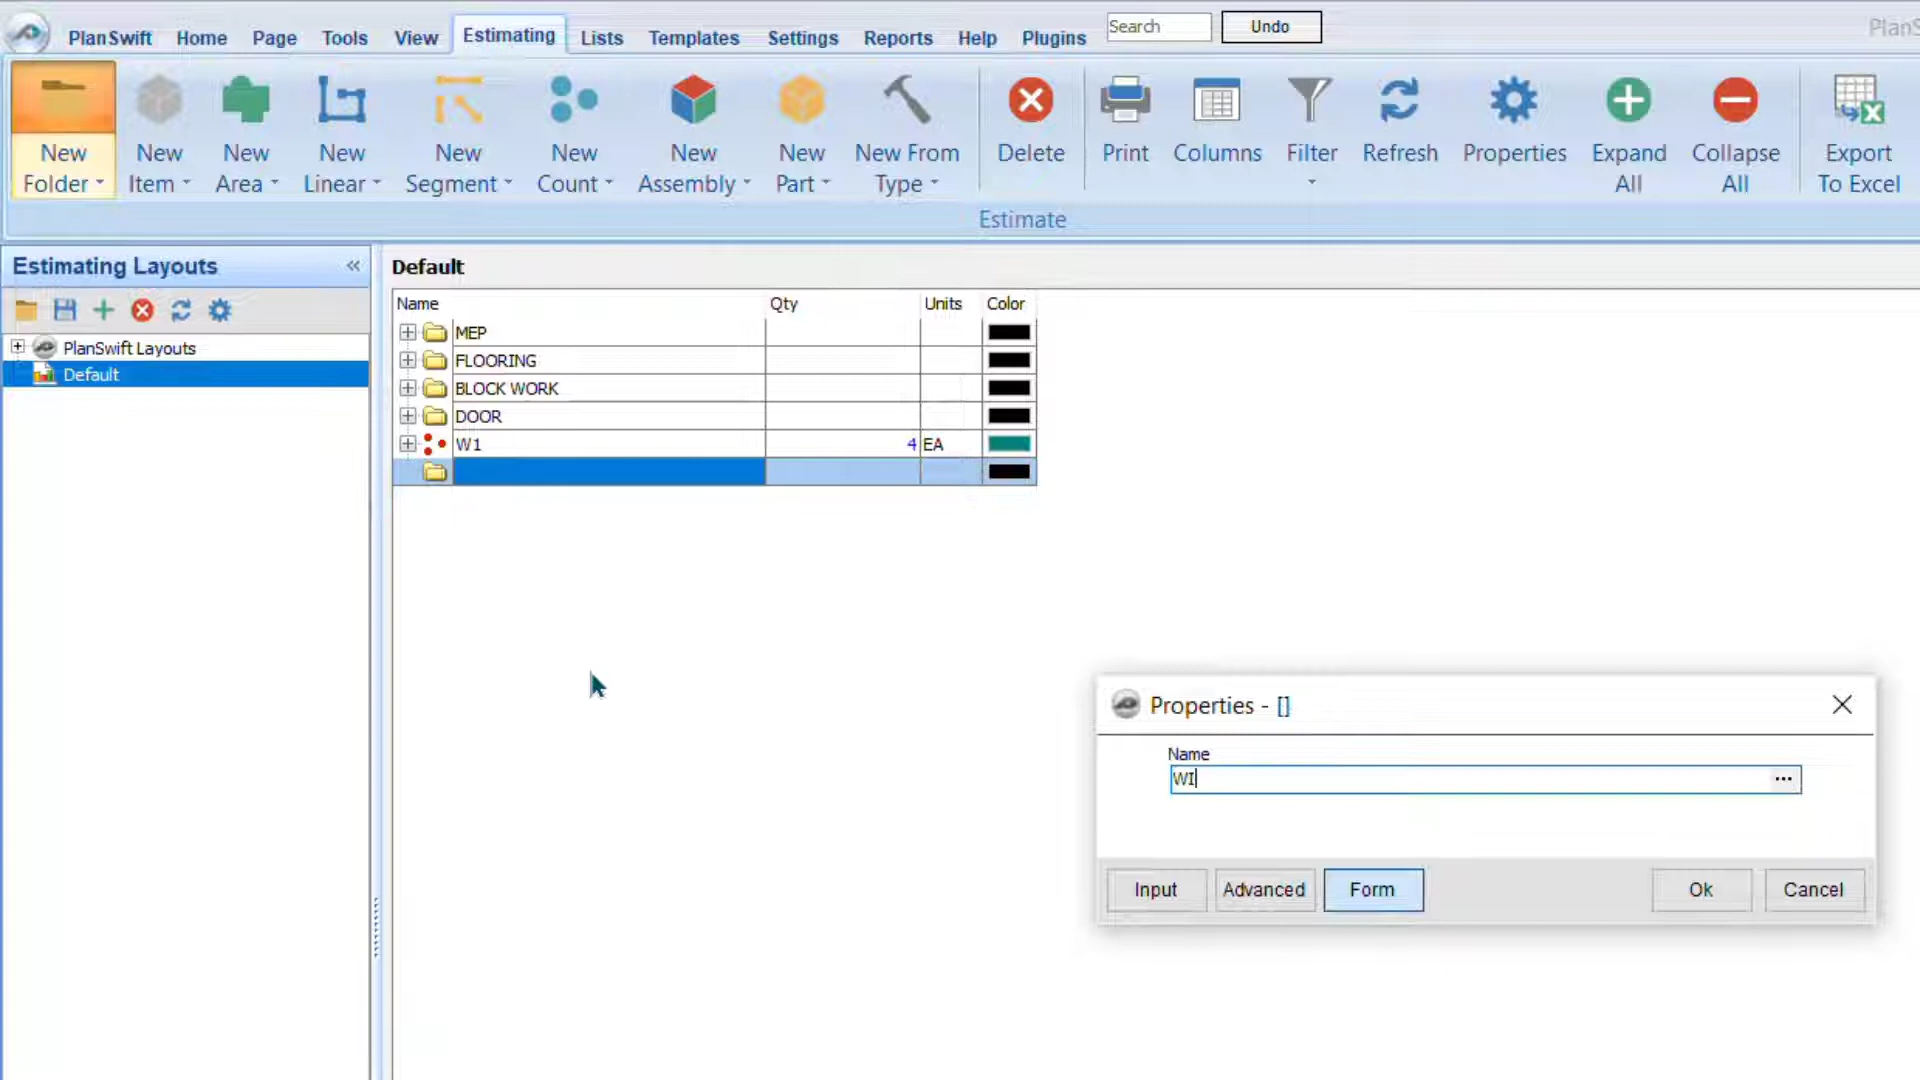 PlanSwift Home Page Tools View Estimating Lists Templates Settings Reports Help Plugins Search Undo PlanS
New Folder
New Item
New Area
New Linear
New Segment
New Count
New Assembly
New Part
New From Type
Delete
Print
Columns
Filter
Refresh
Properties
Expand All
Collapse All
Export To Excel
Estimate
Estimating Layouts
PlanSwift Layouts
Default
Default
Name Qty Units Color
MEP
FLOORING
BLOCK WORK
DOOR
W1 4 EA
Properties - []
Name
WI
Input Advanced Form Ok Cancel